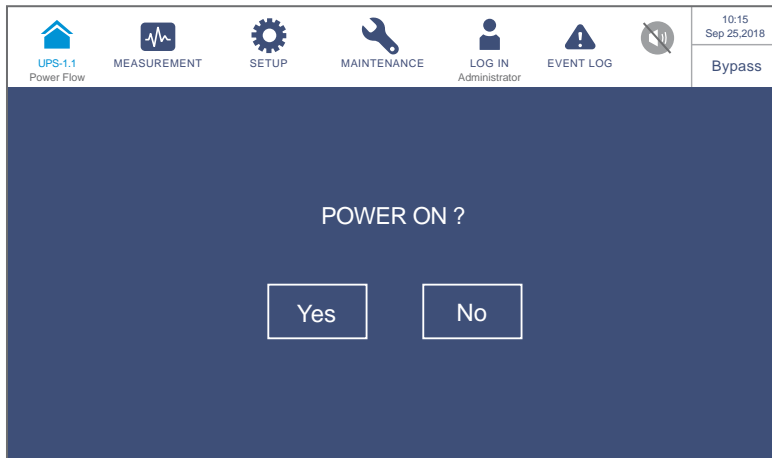 UPS-1.1
Power Flow
MEASUREMENT
SETUP
MAINTENANCE
LOG IN
Administrator
EVENT LOG
10:15
Sep 25,2018
Bypass
POWER ON ?
Yes
No